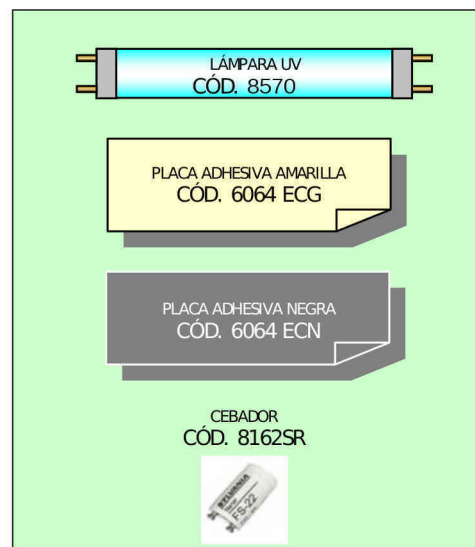 LÁMPARA UV
CÓD. 8570
PLACA ADHESIVA AMARILLA
CÓD. 6064 ECG
PLACA ADHESIVA NEGRA
CÓD. 6064 ECN
CEBADOR
CÓD. 8162SR
SYLVANIA
FS-22